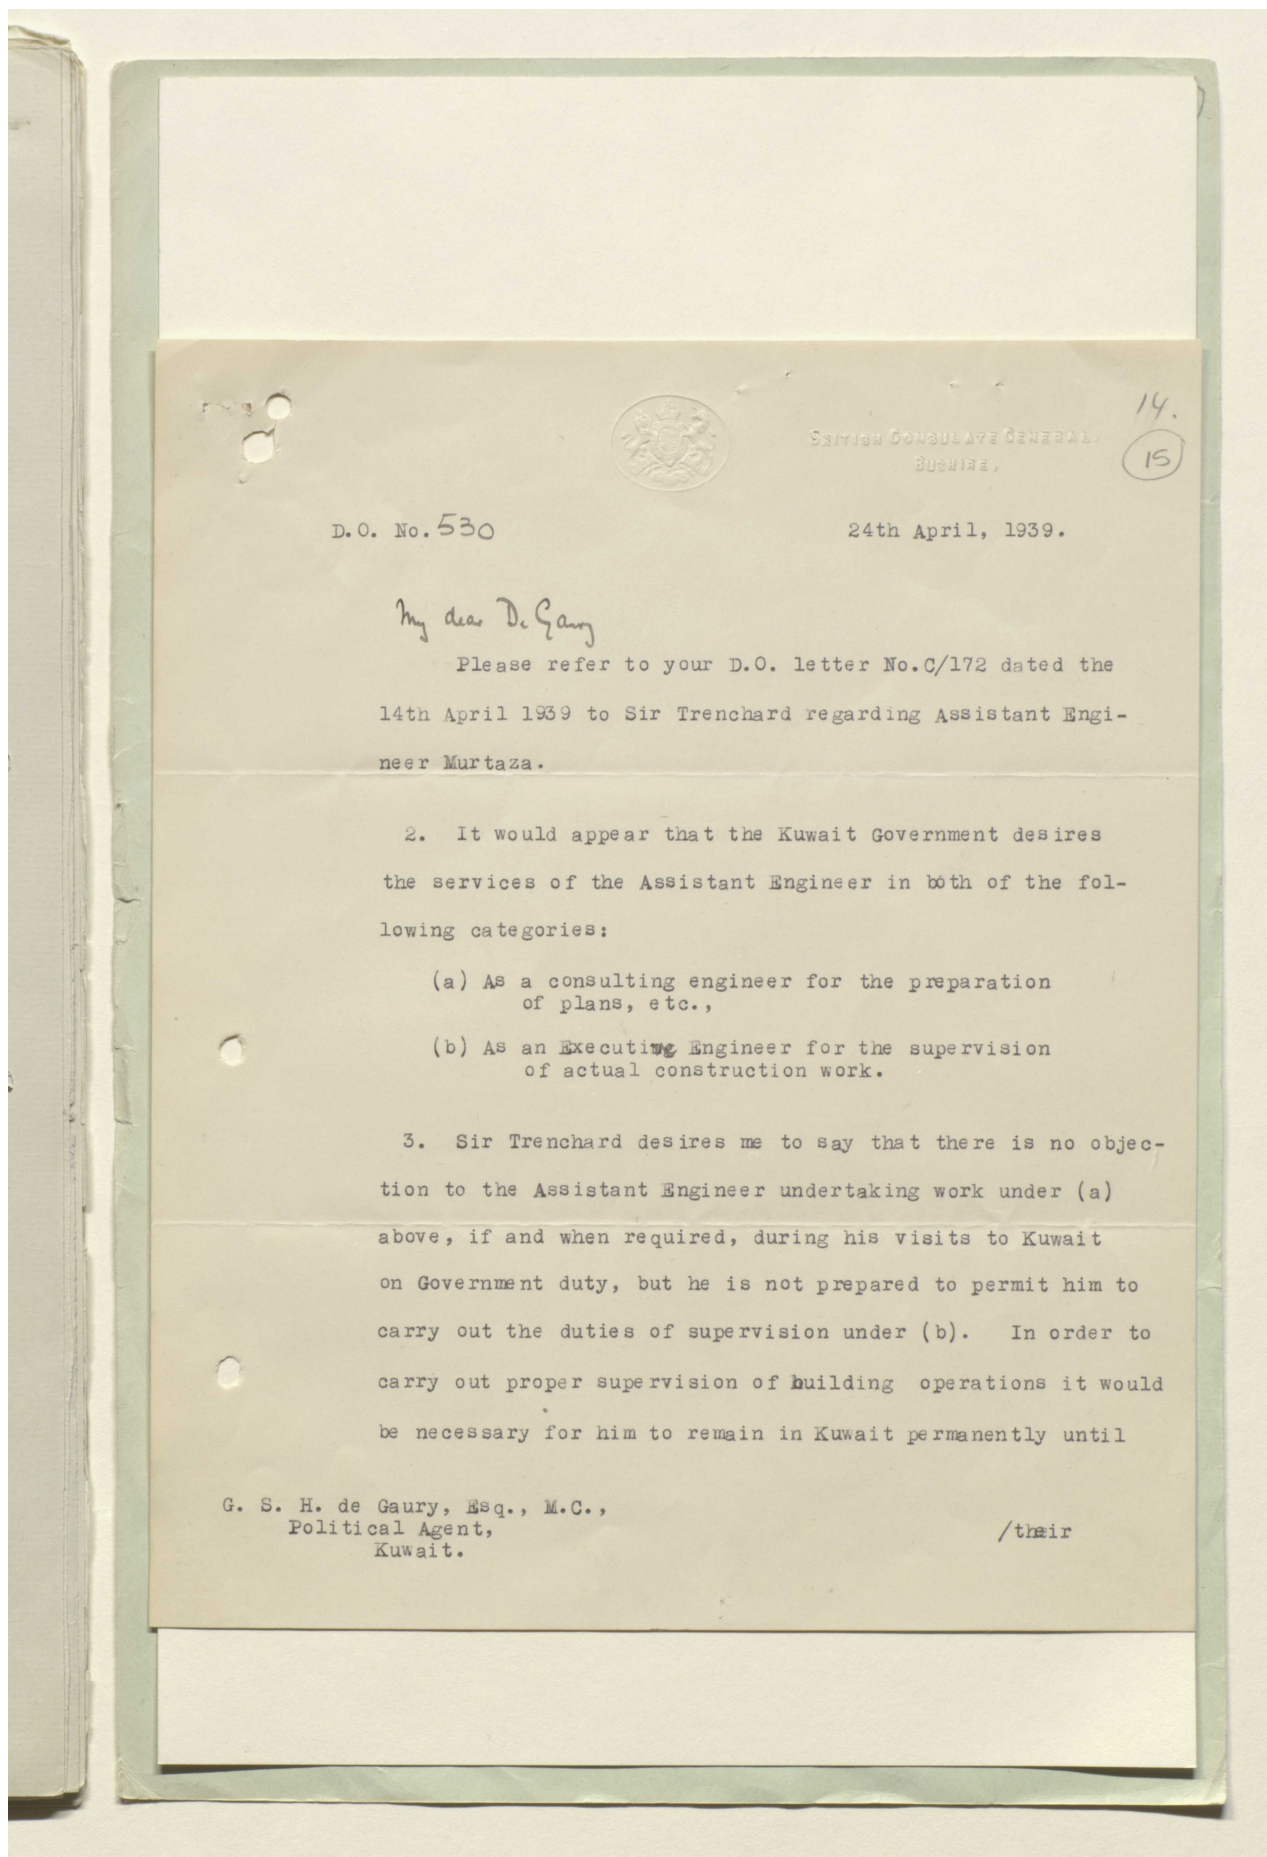 14.
BRITISH CONSULATE GENERAL,
BUSHIRE.
15
D.O. No. 530
24th April, 1939.
My dear De Gaury
Please refer to your D.O. letter No.C/172 dated the
14th April 1939 to Sir Trenchard regarding Assistant Engi-
neer Murtaza.
2. It would appear that the Kuwait Government desires
the services of the Assistant Engineer in both of the fol-
lowing categories:
(a) As a consulting engineer for the preparation
of plans, etc.,
(b) As an Executive Engineer for the supervision
of actual construction work.
3. Sir Trenchard desires me to say that there is no objec-
tion to the Assistant Engineer undertaking work under (a)
above, if and when required, during his visits to Kuwait
on Government duty, but he is not prepared to permit him to
carry out the duties of supervision under (b). In order to
carry out proper supervision of building operations it would
be necessary for him to remain in Kuwait permanently until
G. S. H. de Gaury, Esq., M.C.,
Political Agent,
Kuwait.
/their